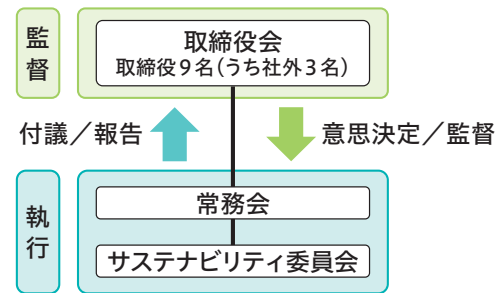 監督
取締役会
取締役9名(うち社外3名)
付議／報告
意思決定／監督
執行
常務会
サステナビリティ委員会